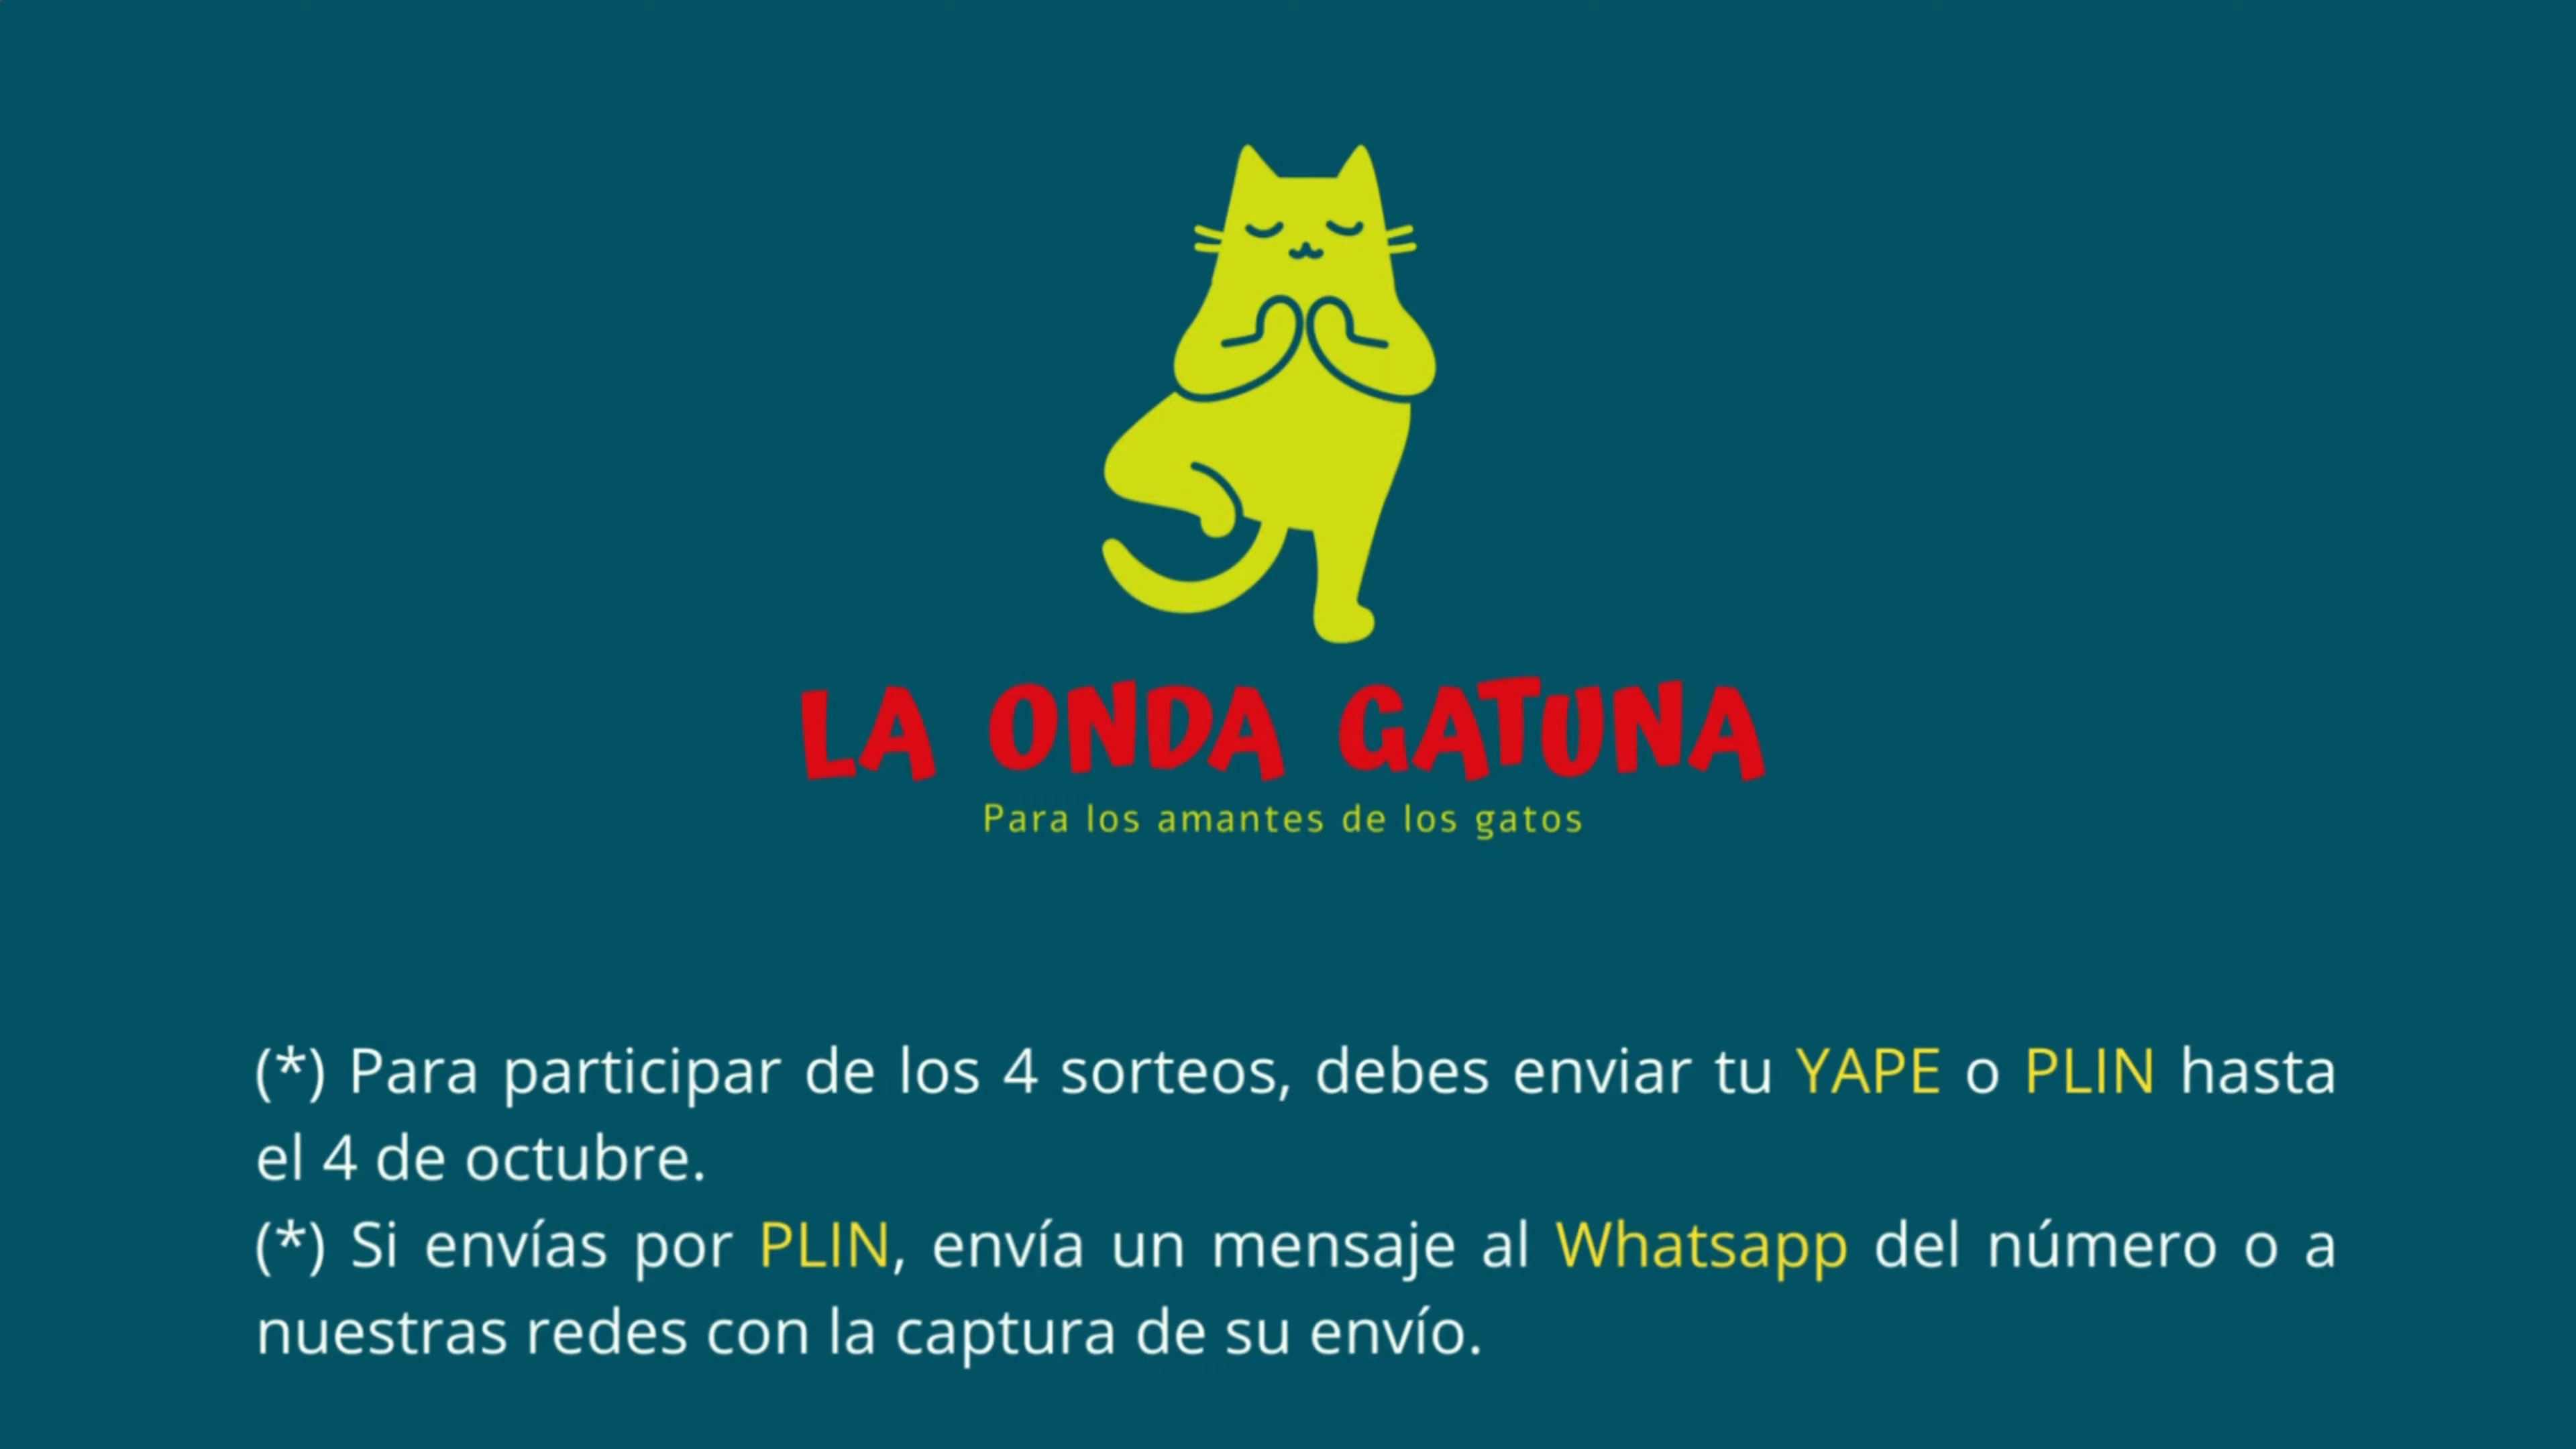 LA ONDA GATUNA
Para los amantes de los gatos
(*) Para participar de los 4 sorteos, debes enviar tu YAPE o PLIN hasta
el 4 de octubre.
(*) Si envías por PLIN, envía un mensaje al Whatsapp del número o a
nuestras redes con la captura de su envío.